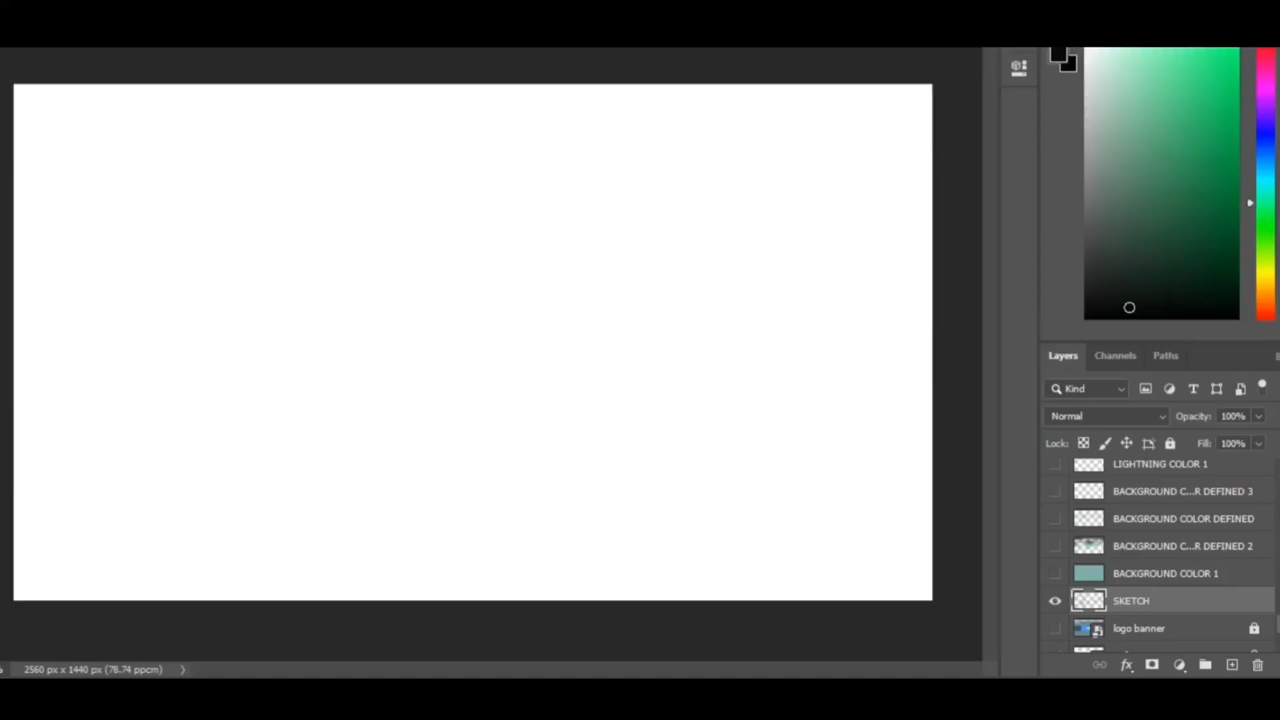 Layers Channels Paths
Kind
Normal Opacity: 100%
Lock: Fill: 100%
LIGHTNING COLOR 1
BACKGROUND C...R DEFINED 3
BACKGROUND COLOR DEFINED
BACKGROUND C...R DEFINED 2
BACKGROUND COLOR 1
SKETCH
logo banner
fx
2560 px x 1440 px (78.74 ppcm)